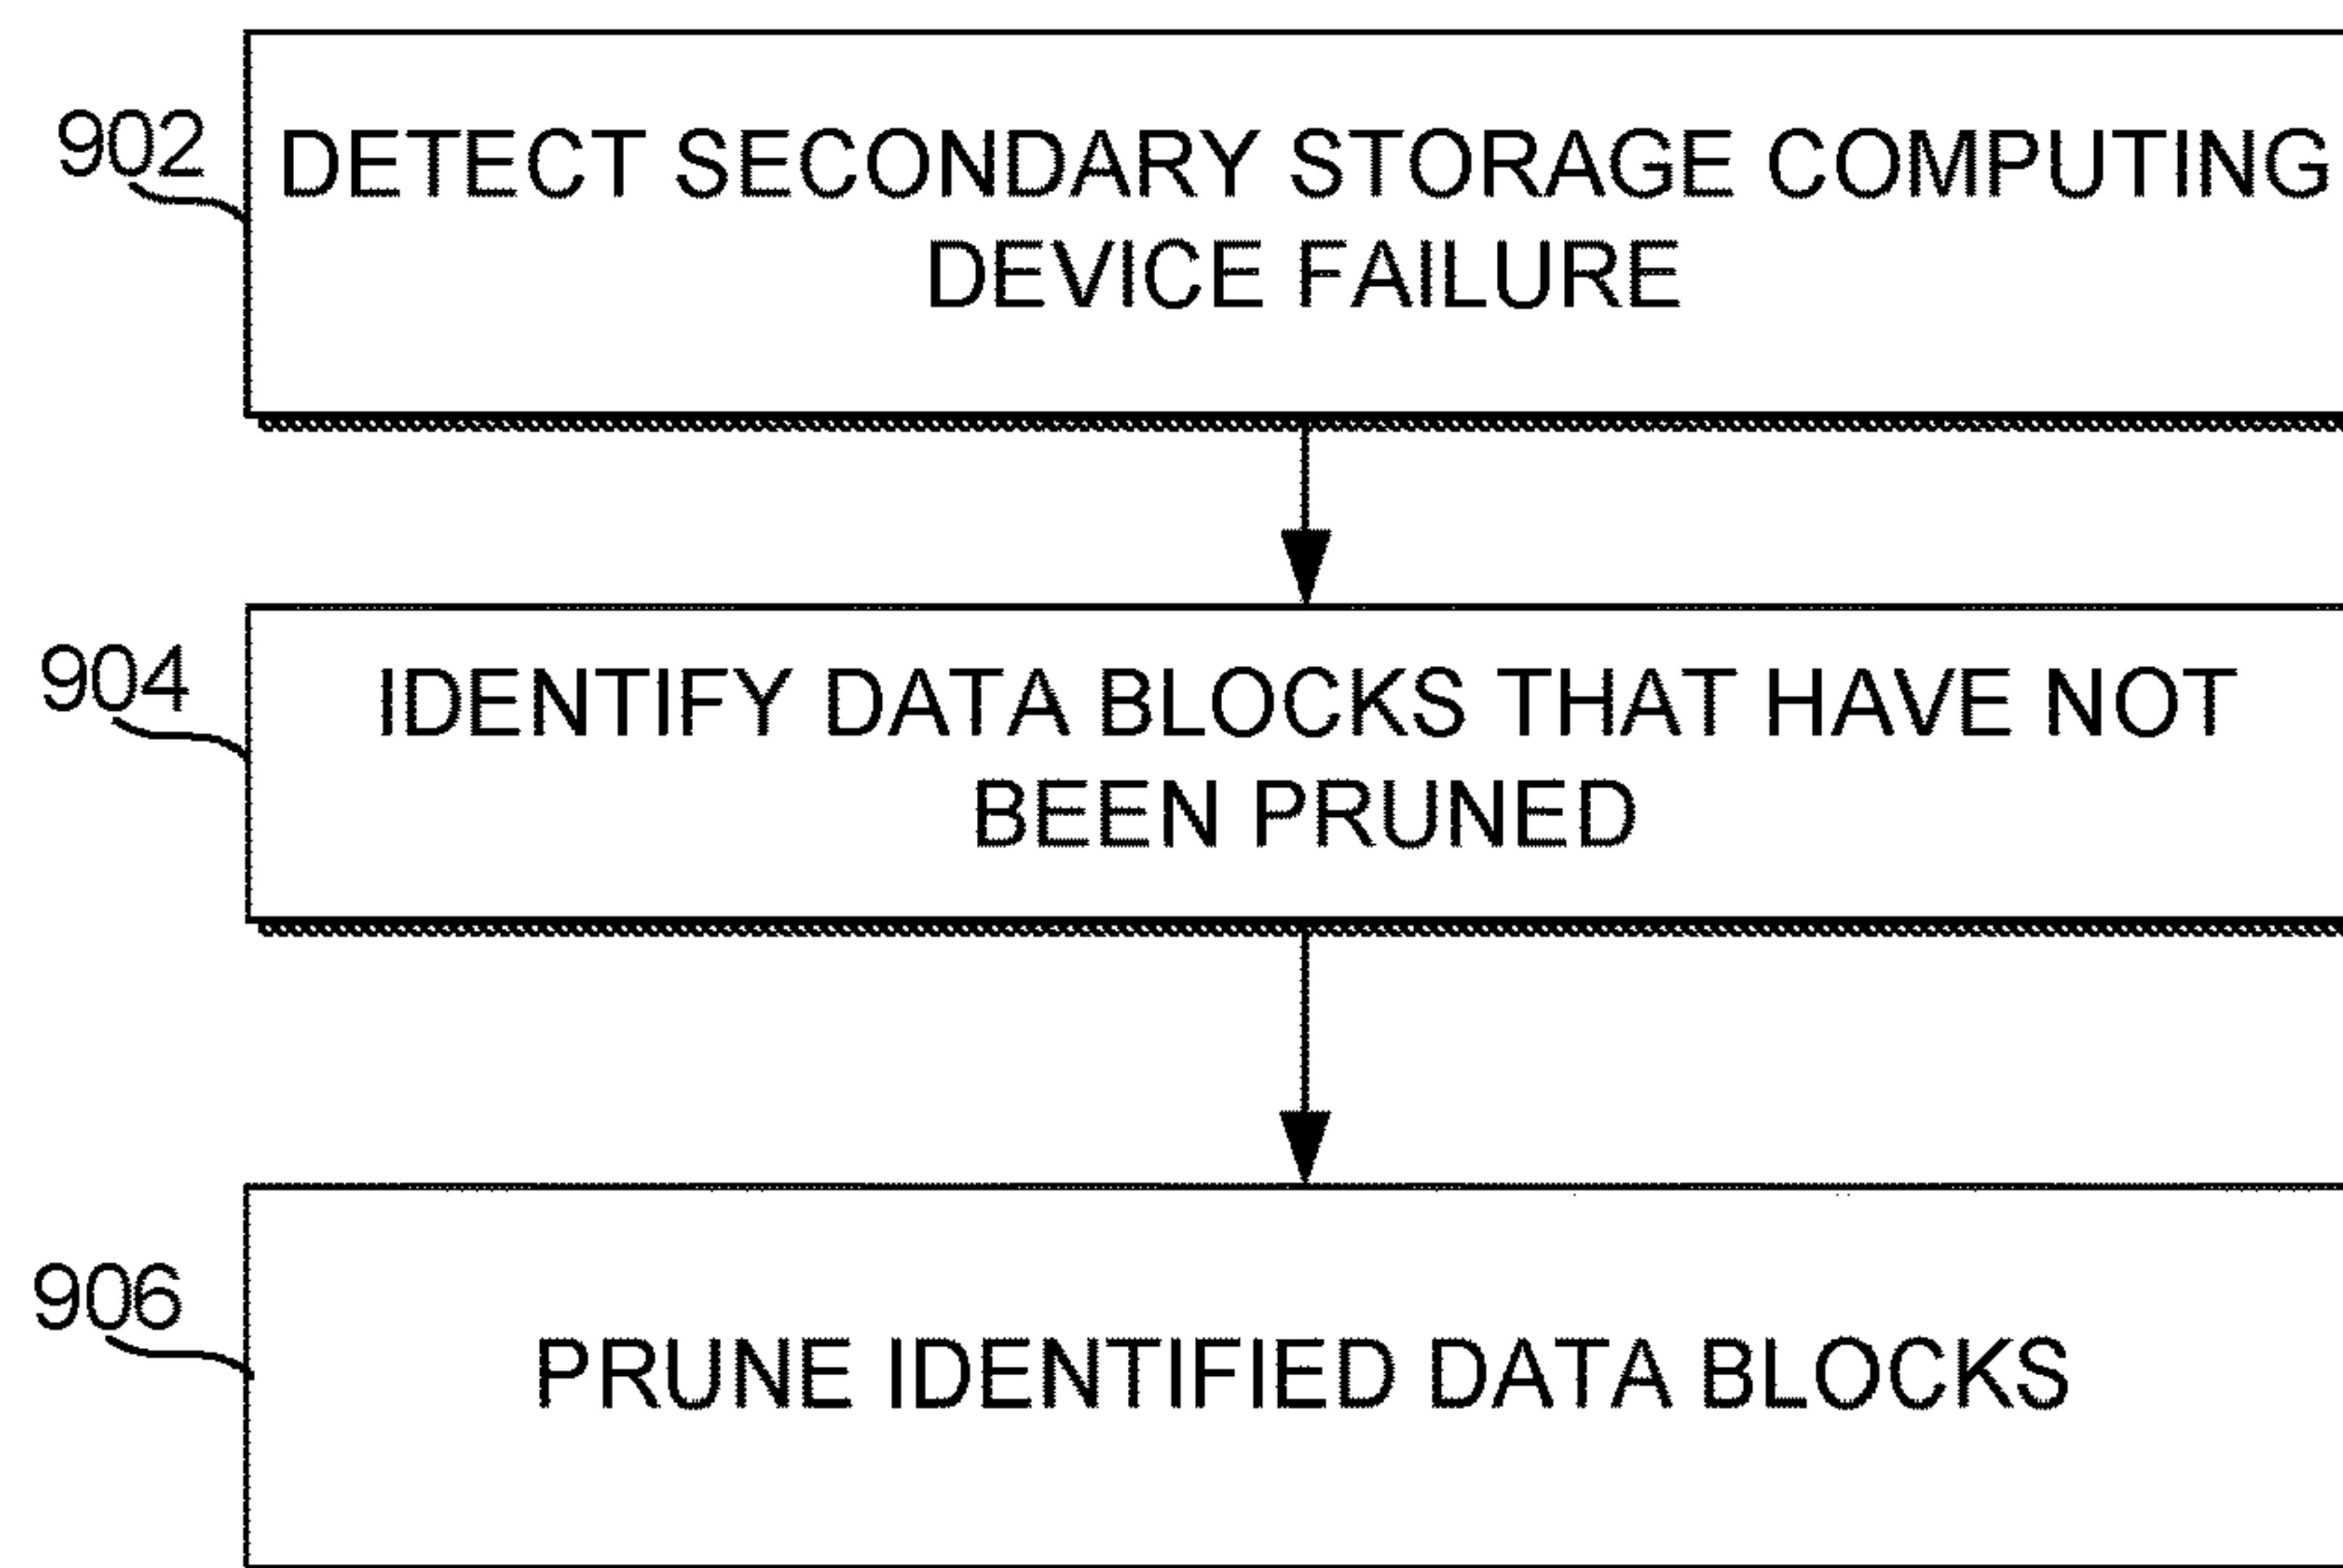 902
DETECT SECONDARY STORAGE COMPUTING
DEVICE FAILURE
904
IDENTIFY DATA BLOCKS THAT HAVE NOT
BEEN PRUNED
906
PRUNE IDENTIFIED DATA BLOCKS